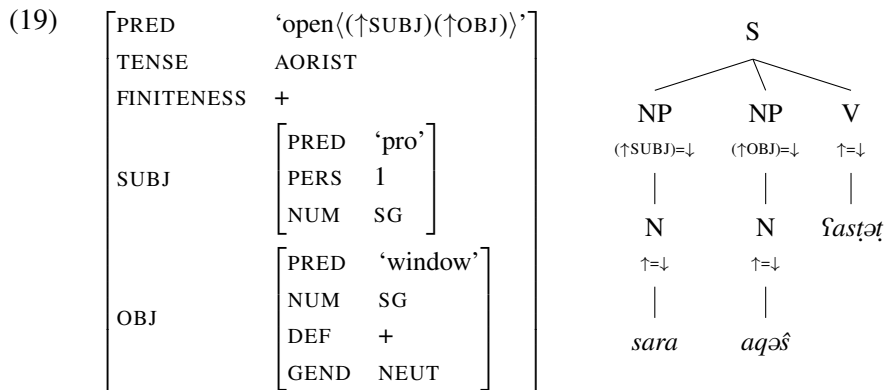 (19)
PRED ‘open⟨(↑SUBJ)(↑OBJ)⟩’
TENSE AORIST
FINITENESS +
SUBJ
PRED ‘pro’
PERS 1
NUM SG
OBJ
PRED ‘window’
NUM SG
DEF +
GEND NEUT
S
NP NP V
(↑SUBJ)=↓ (↑OBJ)=↓ ↑=↓
N N ʕasṭəṭ
↑=↓ ↑=↓
sara aqəŝ